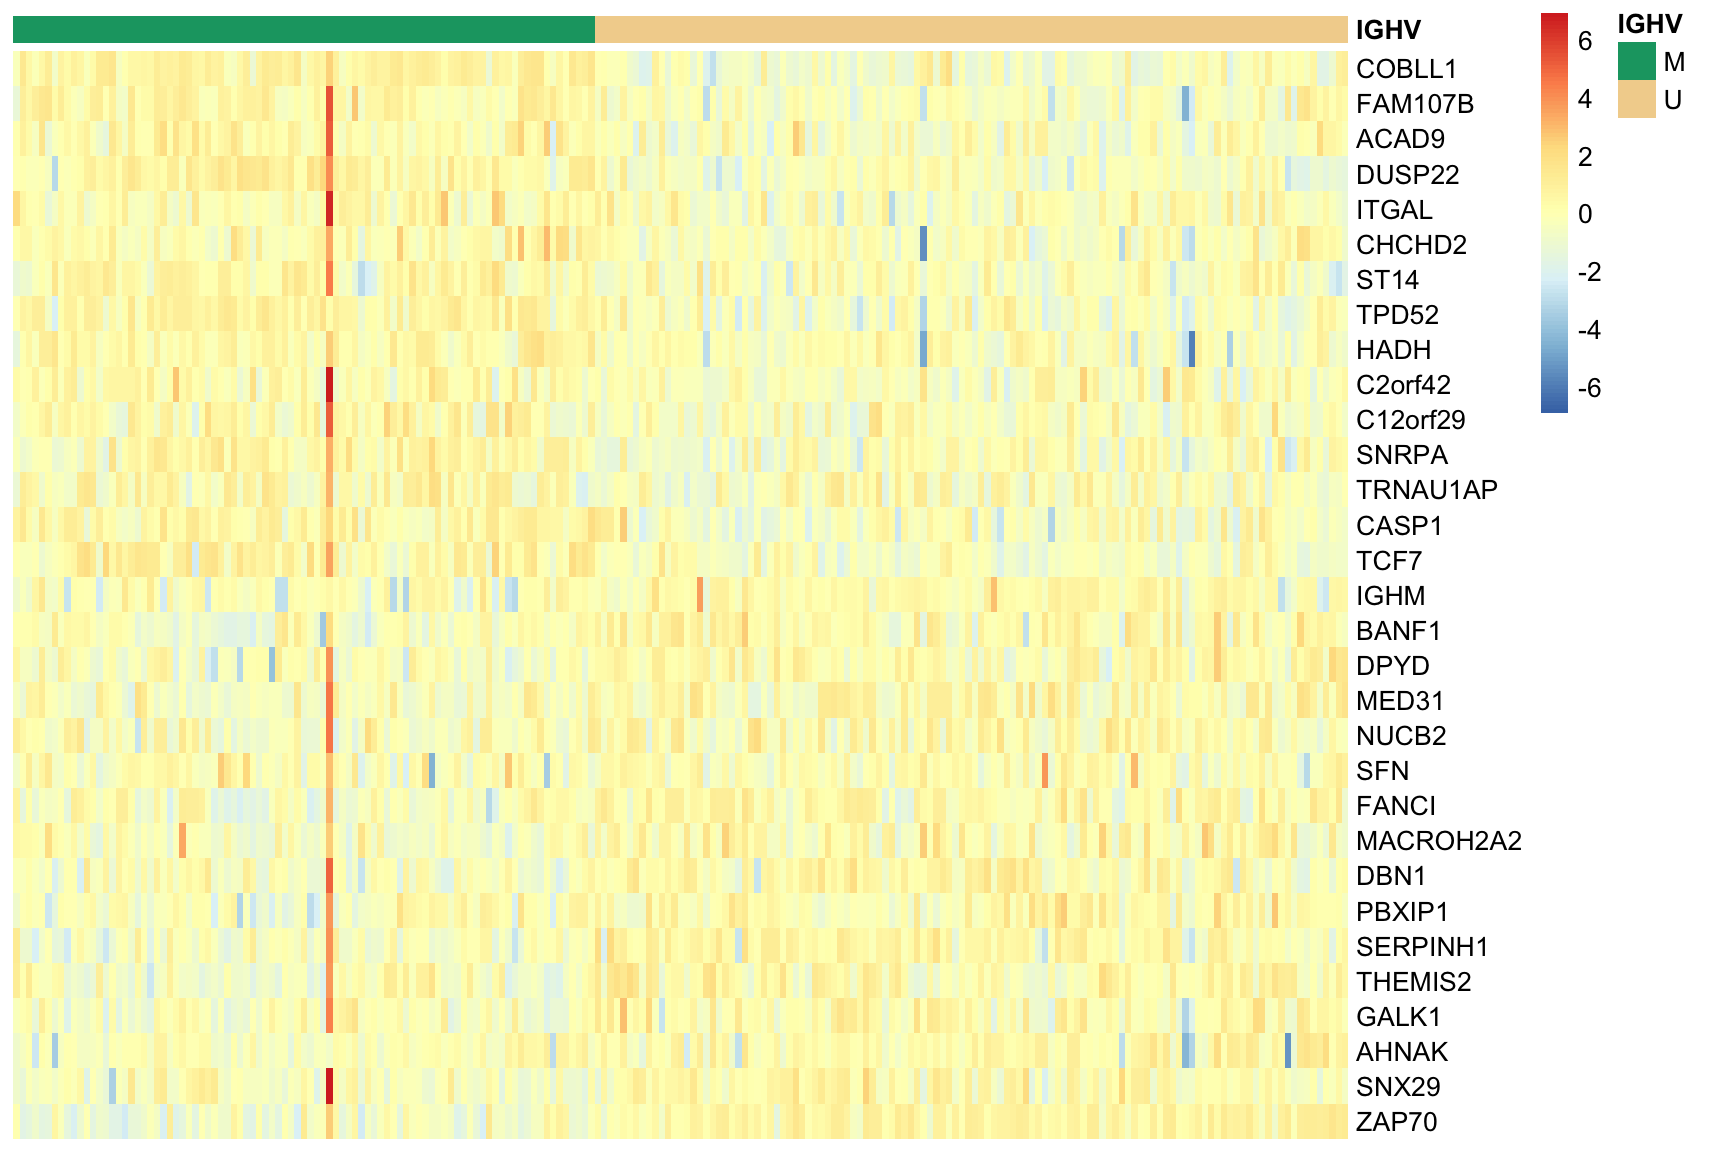 IGHV
COBLL1
FAM107B
ACAD9
DUSP22
ITGAL
CHCHD2
ST14
TPD52
HADH
C2orf42
C12orf29
SNRPA
TRNAU1AP
CASP1
TCF7
IGHM
BANF1
DPYD
MED31
NUCB2
SFN
FANCI
MACROH2A2
DBN1
PBXIP1
SERPINH1
THEMIS2
GALK1
AHNAK
SNX29
ZAP70
6
4
2
0
-2
-4
-6
IGHV
M
U